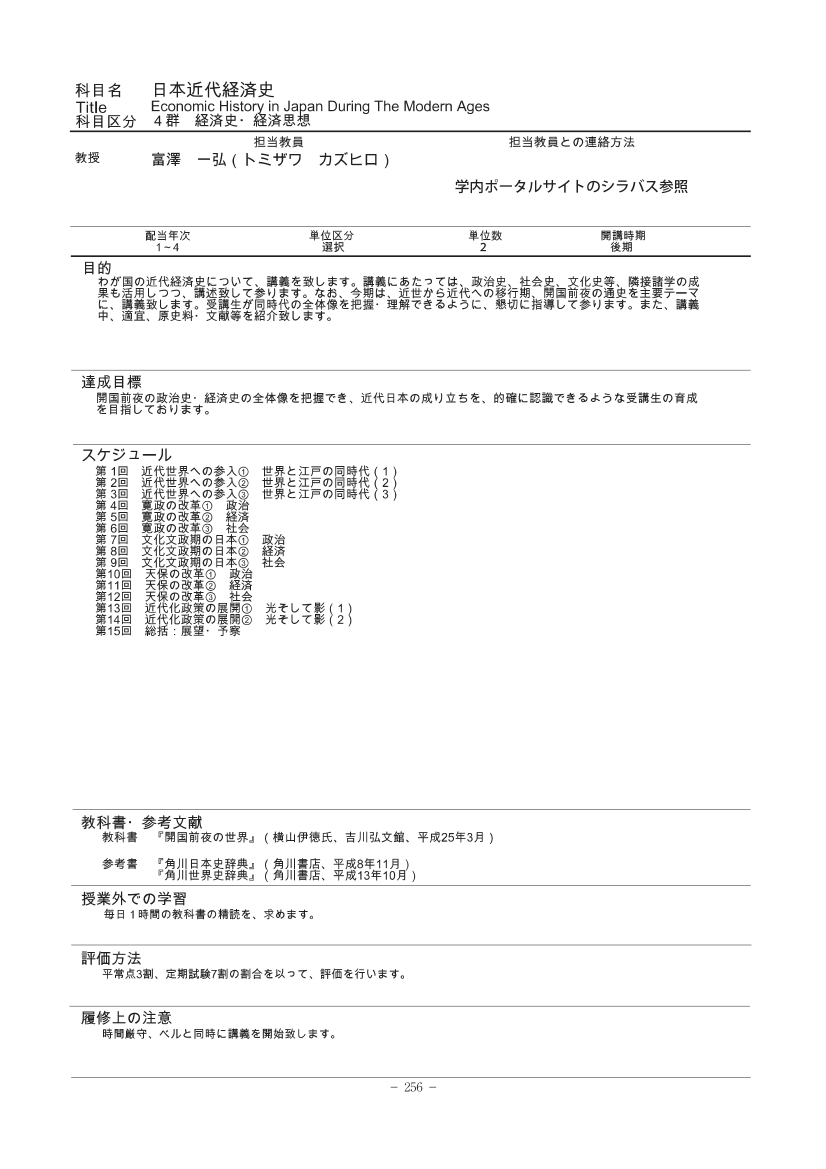 科目名　日本近代経済史
Title　Economic History in Japan During The Modern Ages
科目区分　４群　経済史・経済思想
担当教員　担当教員との連絡方法
教授　富澤　一弘（トミザワ　カズヒロ）
学内ポータルサイトのシラバス参照
配当年次　単位区分　単位数　開講時期
1～4　選択　2　後期
目的
わが国の近代経済史について、講義を致します。講義にあたっては、政治史、社会史、文化史等、隣接諸学の成
果も活用しつつ、講述致して参ります。なお、今期は、近世から近代への移行期、開国前夜の通史を主要テーマ
に、講義致します。受講生が同時代の全体像を把握・理解できるように、懇切に指導して参ります。また、講義
中、適宜、原史料・文献等を紹介致します。
達成目標
開国前夜の政治史・経済史の全体像を把握でき、近代日本の成り立ちを、的確に認識できるような受講生の育成
を目指しております。
スケジュール
第 1回　近代世界への参入①　世界と江戸の同時代（1）
第 2回　近代世界への参入②　世界と江戸の同時代（2）
第 3回　近代世界への参入③　世界と江戸の同時代（3）
第 4回　寛政の改革①　政治
第 5回　寛政の改革②　経済
第 6回　寛政の改革③　社会
第 7回　文化文政期の日本①　政治
第 8回　文化文政期の日本②　経済
第 9回　文化文政期の日本③　社会
第10回　天保の改革①　政治
第11回　天保の改革②　経済
第12回　天保の改革③　社会
第13回　近代化政策の展開①　光そして影（1）
第14回　近代化政策の展開②　光そして影（2）
第15回　総括：展望・予察
教科書・参考文献
教科書　『開国前夜の世界』（横山伊徳氏、吉川弘文館、平成25年3月）
参考書　『角川日本史辞典』（角川書店、平成8年11月）
『角川世界史辞典』（角川書店、平成13年10月）
授業外での学習
毎日１時間の教科書の精読を、求めます。
評価方法
平常点3割、定期試験7割の割合を以って、評価を行います。
履修上の注意
時間厳守、ベルと同時に講義を開始致します。
－ 256 －